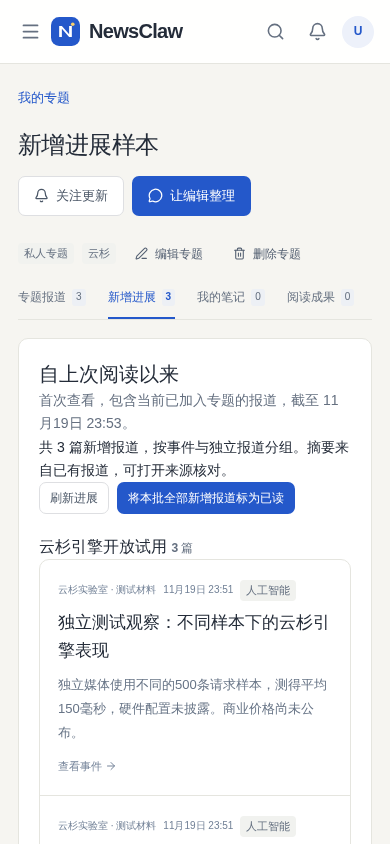 NewsClaw
U
我的专题
新增进展样本
关注更新
让编辑整理
私人专题 云杉 编辑专题 删除专题
专题报道 3 新增进展 3 我的笔记 0 阅读成果 0
自上次阅读以来
首次查看，包含当前已加入专题的报道，截至 11
月19日 23:53。
共 3 篇新增报道，按事件与独立报道分组。摘要来
自已有报道，可打开来源核对。
刷新进展 将本批全部新增报道标为已读
云杉引擎开放试用 3 篇
云杉实验室 · 测试材料 11月19日 23:51 人工智能
独立测试观察：不同样本下的云杉引
擎表现
独立媒体使用不同的500条请求样本，测得平均
150毫秒，硬件配置未披露。商业价格尚未公
布。
查看事件
云杉实验室 · 测试材料 11月19日 23:51 人工智能